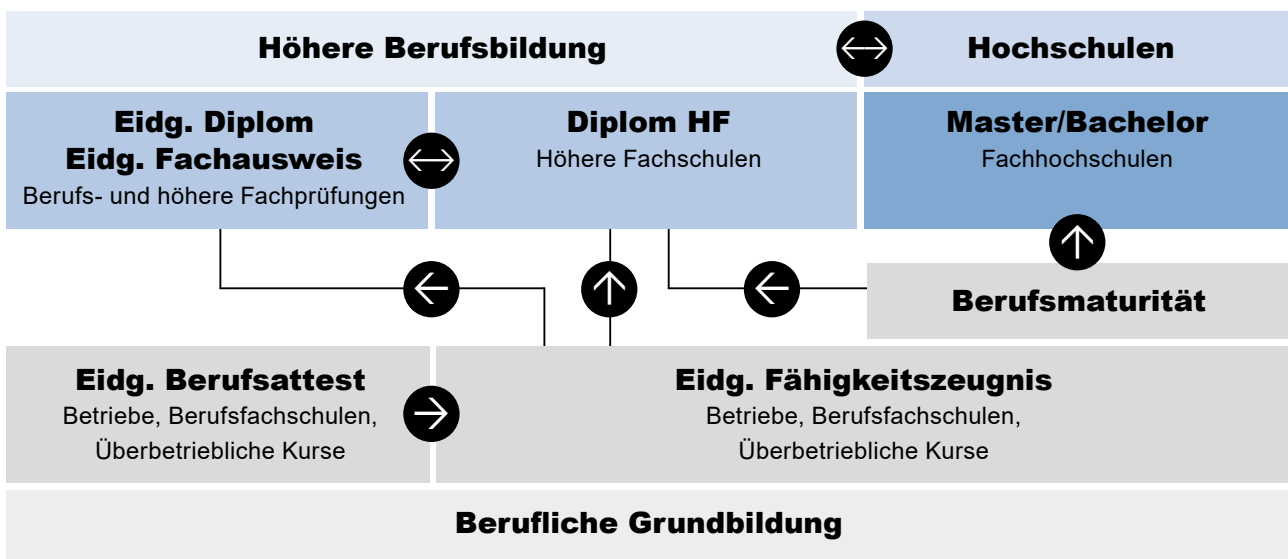 Höhere Berufsbildung
Hochschulen
Eidg. Diplom
Eidg. Fachausweis
Berufs- und höhere Fachprüfungen
Diplom HF
Höhere Fachschulen
Master/Bachelor
Fachhochschulen
Berufsmaturität
Eidg. Berufsattest
Betriebe, Berufsfachschulen,
Überbetriebliche Kurse
Eidg. Fähigkeitszeugnis
Betriebe, Berufsfachschulen,
Überbetriebliche Kurse
Berufliche Grundbildung